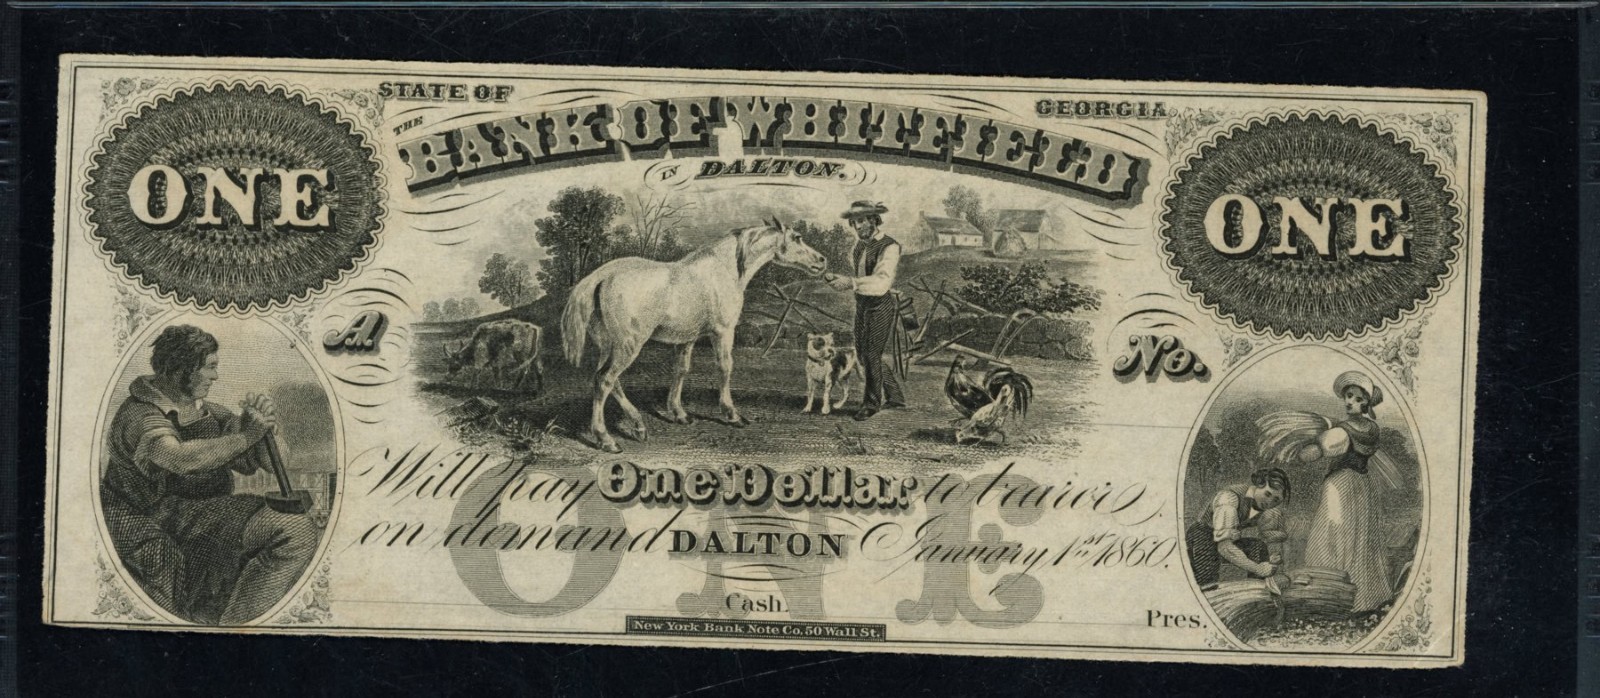 STATE OF GEORGIA
THE BANK OF WHITFIELD
IN DALTON.
ONE ONE
A. No.
Will pay One Dollar to bearer
on demand DALTON January 1st 1860.
ONE
Cash.
Pres.
New York Bank Note Co. 50 Wall St.